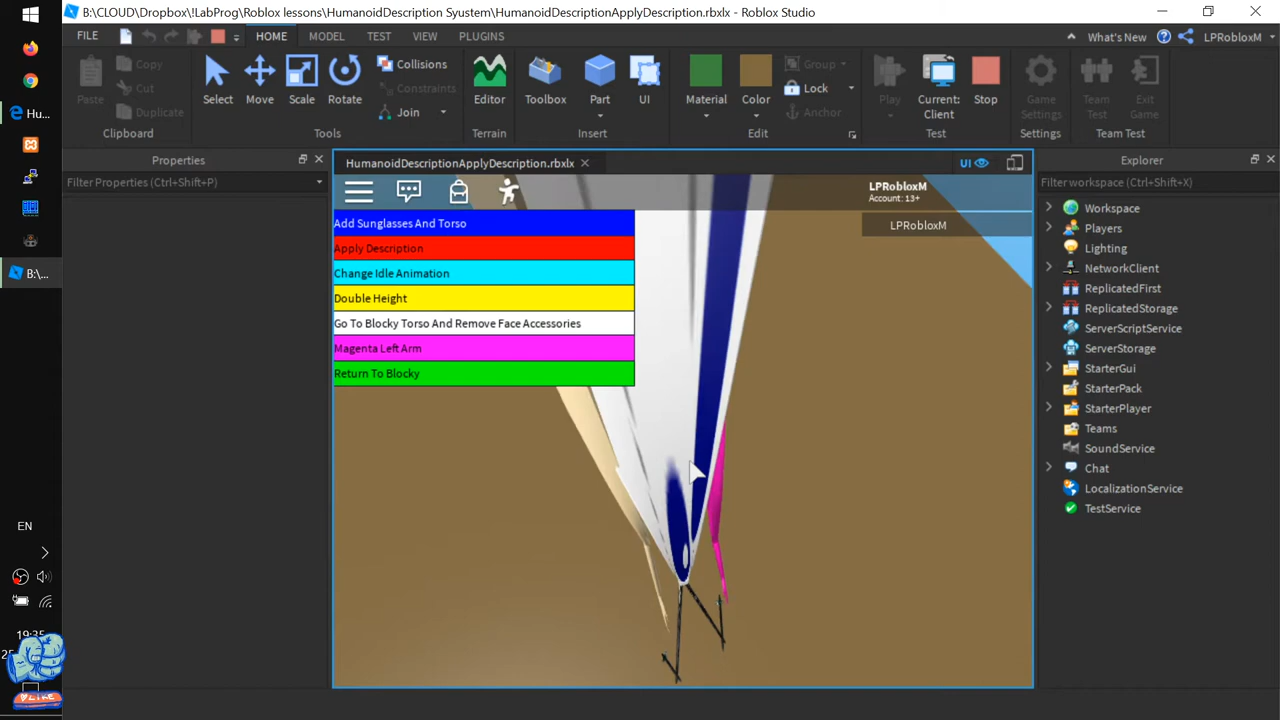 B:\CLOUD\Dropbox\!LabProg\Roblox lessons\HumanoidDescription Syustem\HumanoidDescriptionApplyDescription.rbxlx - Roblox Studio
FILE HOME MODEL TEST VIEW PLUGINS What's New LPRobloxM
Paste Copy Cut Duplicate Select Move Scale Rotate Collisions Constraints Join Editor Toolbox Part UI Material Color Group Lock Anchor Play Current: Client Stop Game Settings Team Test Exit Game
Clipboard Tools Terrain Insert Edit Test Settings Team Test
Properties
Filter Properties (Ctrl+Shift+P)
HumanoidDescriptionApplyDescription.rbxlx UI
LPRobloxM
Account: 13+
LPRobloxM
Add Sunglasses And Torso
Apply Description
Change Idle Animation
Double Height
Go To Blocky Torso And Remove Face Accessories
Magenta Left Arm
Return To Blocky
Explorer
Filter workspace (Ctrl+Shift+X)
Workspace
Players
Lighting
NetworkClient
ReplicatedFirst
ReplicatedStorage
ServerScriptService
ServerStorage
StarterGui
StarterPack
StarterPlayer
Teams
SoundService
Chat
LocalizationService
TestService
Hu...
B:\...
EN
19:35
LIKE